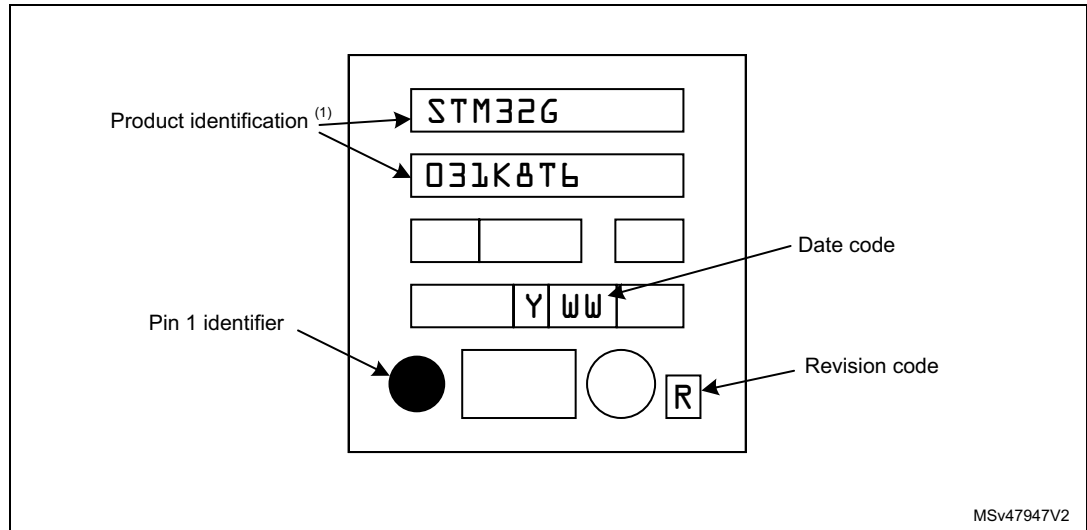 STM32G
Product identification (1)
031K8T6
Date code
Y WW
Pin 1 identifier
Revision code
R
MSv47947V2